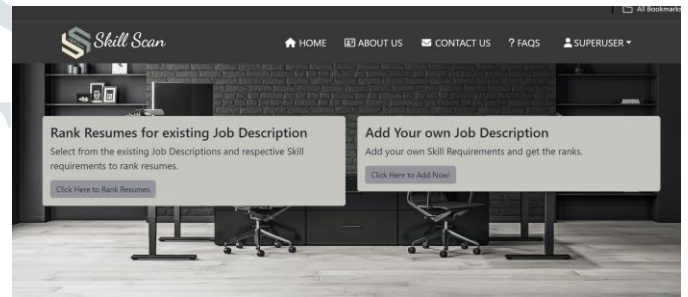 All Bookmarks
Skill Scan
HOME ABOUT US CONTACT US ? FAQS SUPERUSER
Rank Resumes for existing Job Description
Select from the existing Job Descriptions and respective Skill
requirements to rank resumes.
Click Here to Rank Resumes
Add Your own Job Description
Add your own Skill Requirements and get the ranks.
Click Here to Add Now!